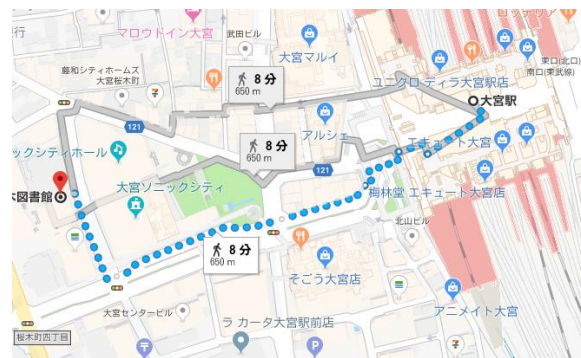 マロウドイン大宮
武田ビル
大宮マルイ
行
藤和シティホームズ
大宮桜木町
8 分
650 m
ユニクロ ティラ大宮駅店
東口(北口)
南口(東武線)
大宮駅
121
アルシェ
8 分
650 m
エキュート大宮
ックシティホール
大宮ソニックシティ
121
木図書館
梅林堂 エキュート大宮店
北山ビル
8 分
650 m
そごう大宮店
アニメイト大宮
大宮センタービル
ラ カータ大宮駅前店
桜木町四丁目